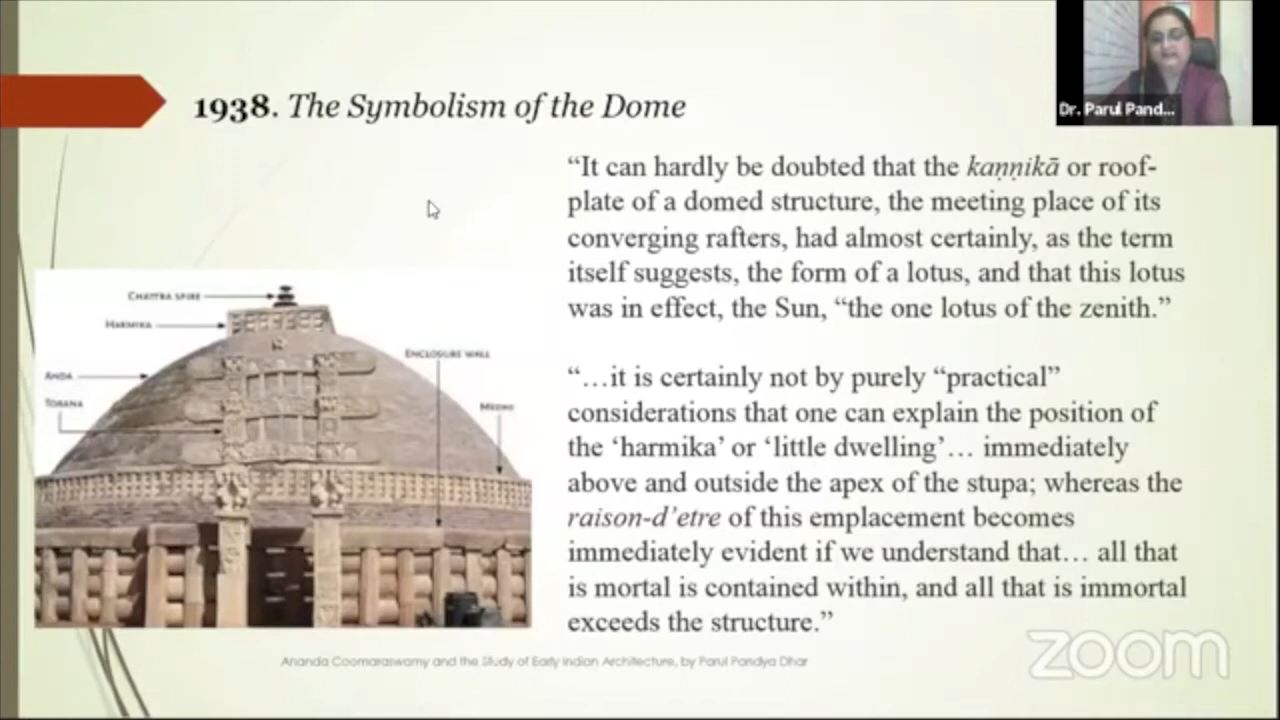 Dr. Parul Pand...
1938. The Symbolism of the Dome
“It can hardly be doubted that the kaṇṇikā or roof-
plate of a domed structure, the meeting place of its
converging rafters, had almost certainly, as the term
itself suggests, the form of a lotus, and that this lotus
was in effect, the Sun, “the one lotus of the zenith.”
CHATTRA SPIRE
HARMIKA
ENCLOSURE WALL
ANDA
TORANA
MEDHI
“…it is certainly not by purely “practical”
considerations that one can explain the position of
the ‘harmika’ or ‘little dwelling’… immediately
above and outside the apex of the stupa; whereas the
raison-d’etre of this emplacement becomes
immediately evident if we understand that… all that
is mortal is contained within, and all that is immortal
exceeds the structure.”
Ananda Coomaraswamy and the Study of Early Indian Architecture, by Parul Pandya Dhar
zoom